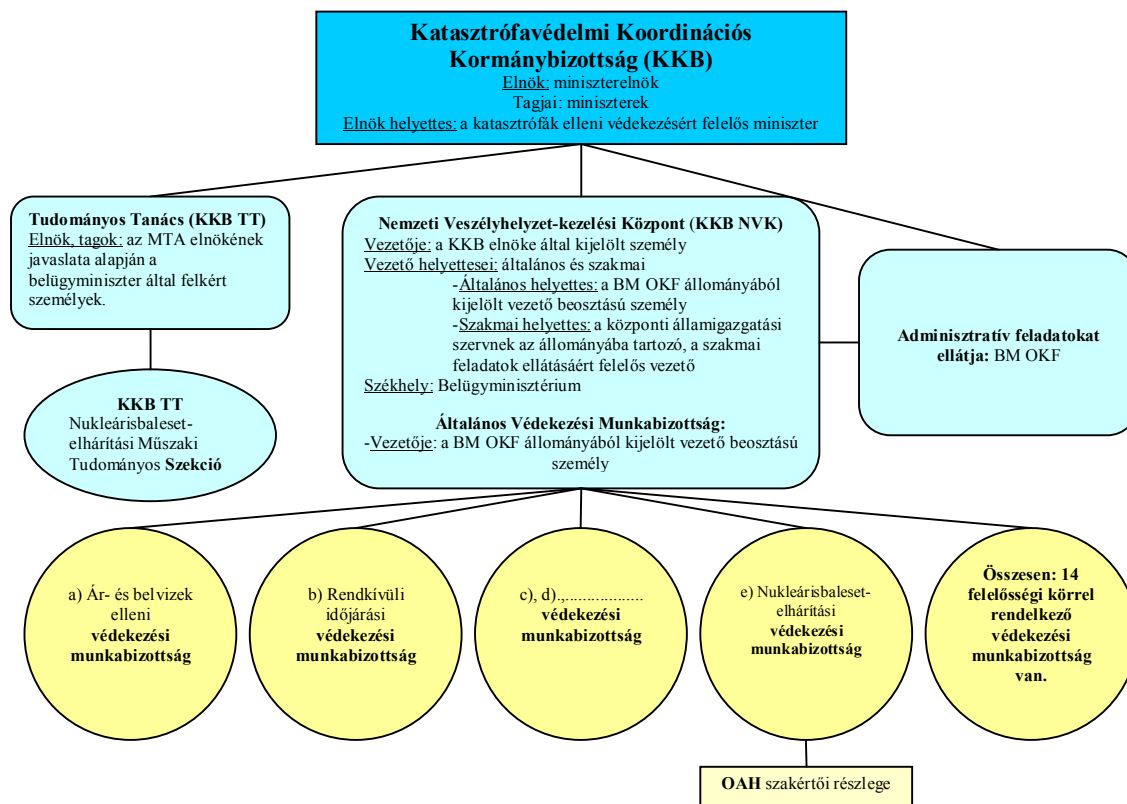 Katasztrófavédelmi Koordinációs
Kormánybizottság (KKB)
Elnök: miniszterelnök
Tagjai: miniszterek
Elnök helyettes: a katasztrófák elleni védekezésért felelős miniszter
Tudományos Tanács (KKB TT)
Elnök, tagok: az MTA elnökének
javaslata alapján a
belügyminiszter által felkért
személyek.
KKB TT
Nukleárisbaleset-
elhárítási Műszaki
Tudományos Szekció
Nemzeti Veszélyhelyzet-kezelési Központ (KKB NVK)
Vezetője: a KKB elnöke által kijelölt személy
Vezető helyettesei: általános és szakmai
-Általános helyettes: a BM OKF állományából
kijelölt vezető beosztású személy
-Szakmai helyettes: a központi államigazgatási
szervnek az állományába tartozó, a szakmai
feladatok ellátásáért felelős vezető
Székhely: Belügyminisztérium
Általános Védekezési Munkabizottság:
-Vezetője: a BM OKF állományából kijelölt vezető beosztású
személy
Adminisztratív feladatokat
ellátja: BM OKF
a) Ár- és belvizek
elleni
védekezési
munkabizottság
b) Rendkívüli
időjárási
védekezési
munkabizottság
c), d).,..................
védekezési
munkabizottság
e) Nukleárisbaleset-
elhárítási
védekezési
munkabizottság
Összesen: 14
felelősségi körrel
rendelkező
védekezési
munkabizottság
van.
OAH szakértői részlege